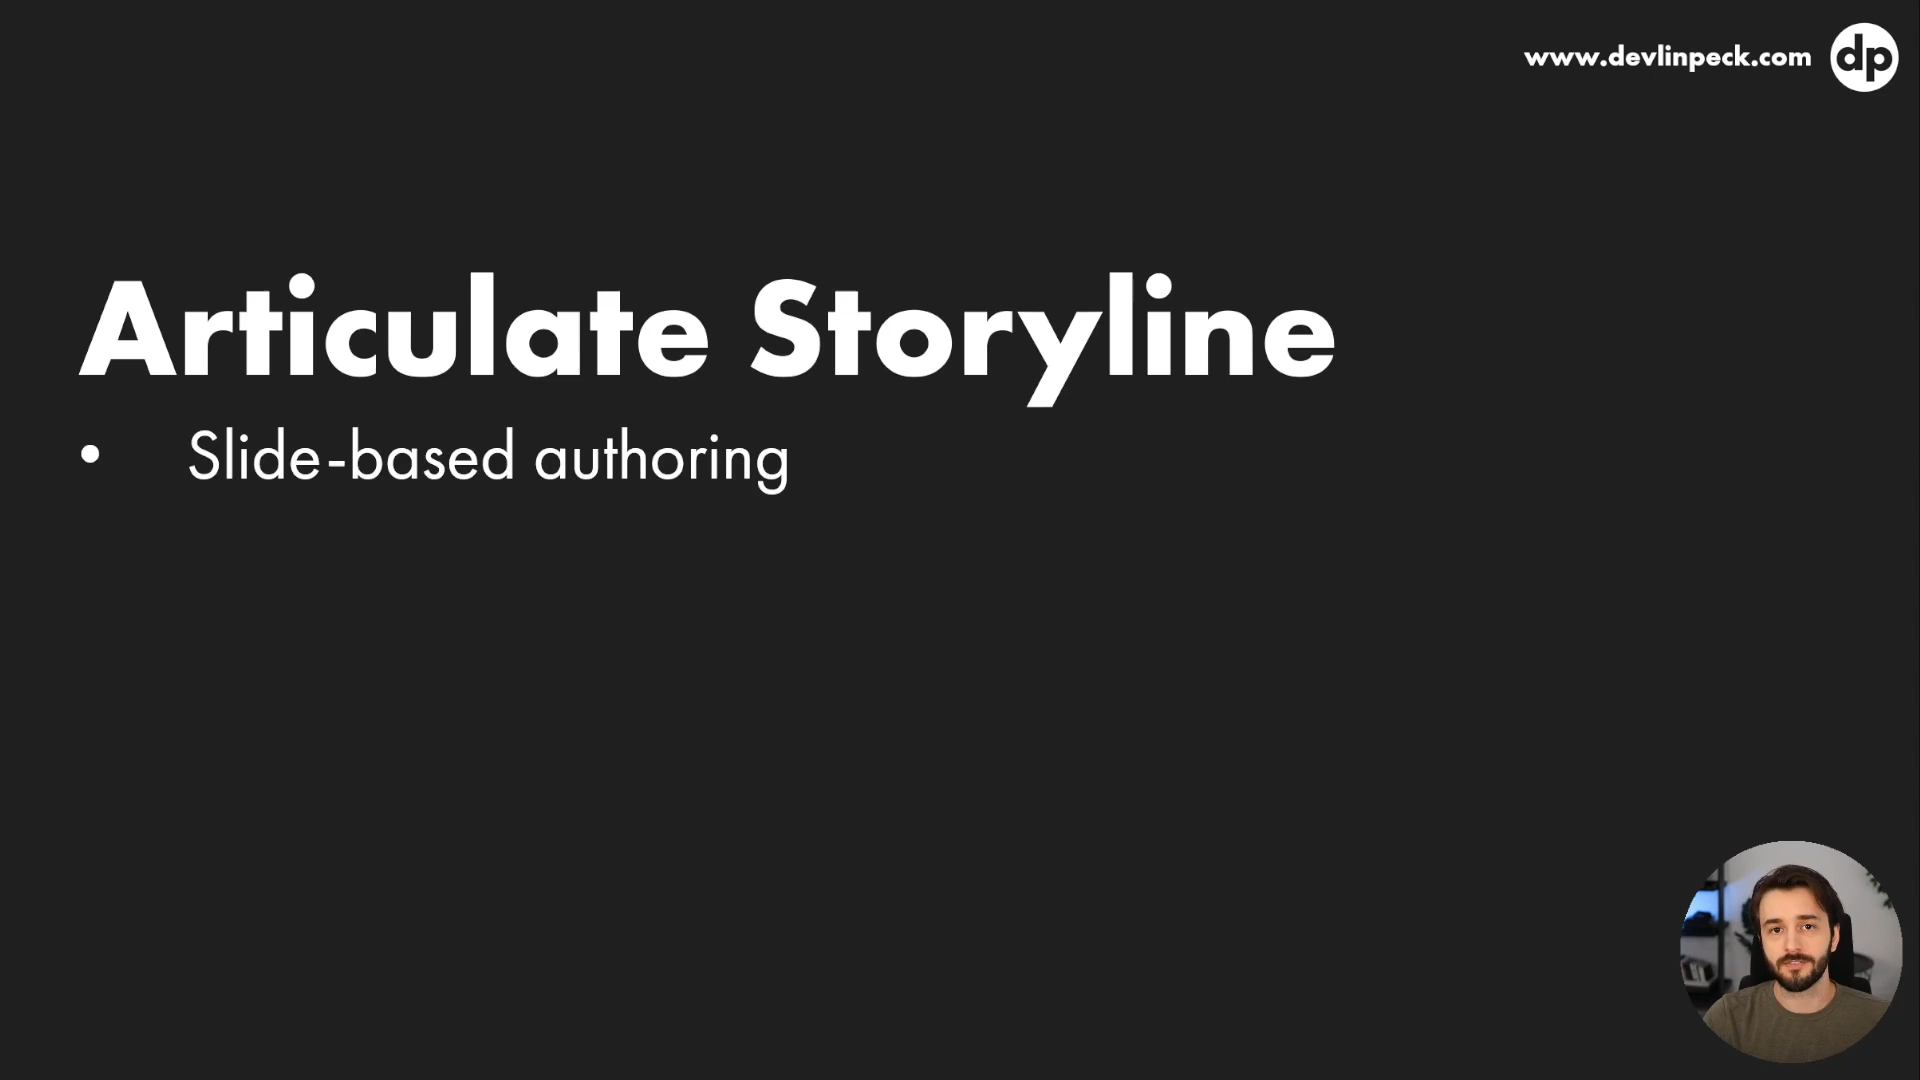 www.devlinpeck.com dp
Articulate Storyline
• Slide-based authoring